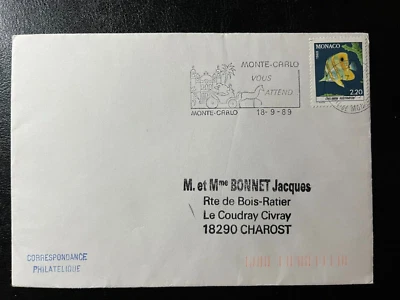 MONTE-CARLO
VOUS
ATTEND
MONTE-CARLO 18-9-89
MONACO
2,20
M. et Mme BONNET Jacques
Rte de Bois-Ratier
Le Coudray Civray
18290 CHAROST
CORRESPONDANCE
PHILATELIQUE